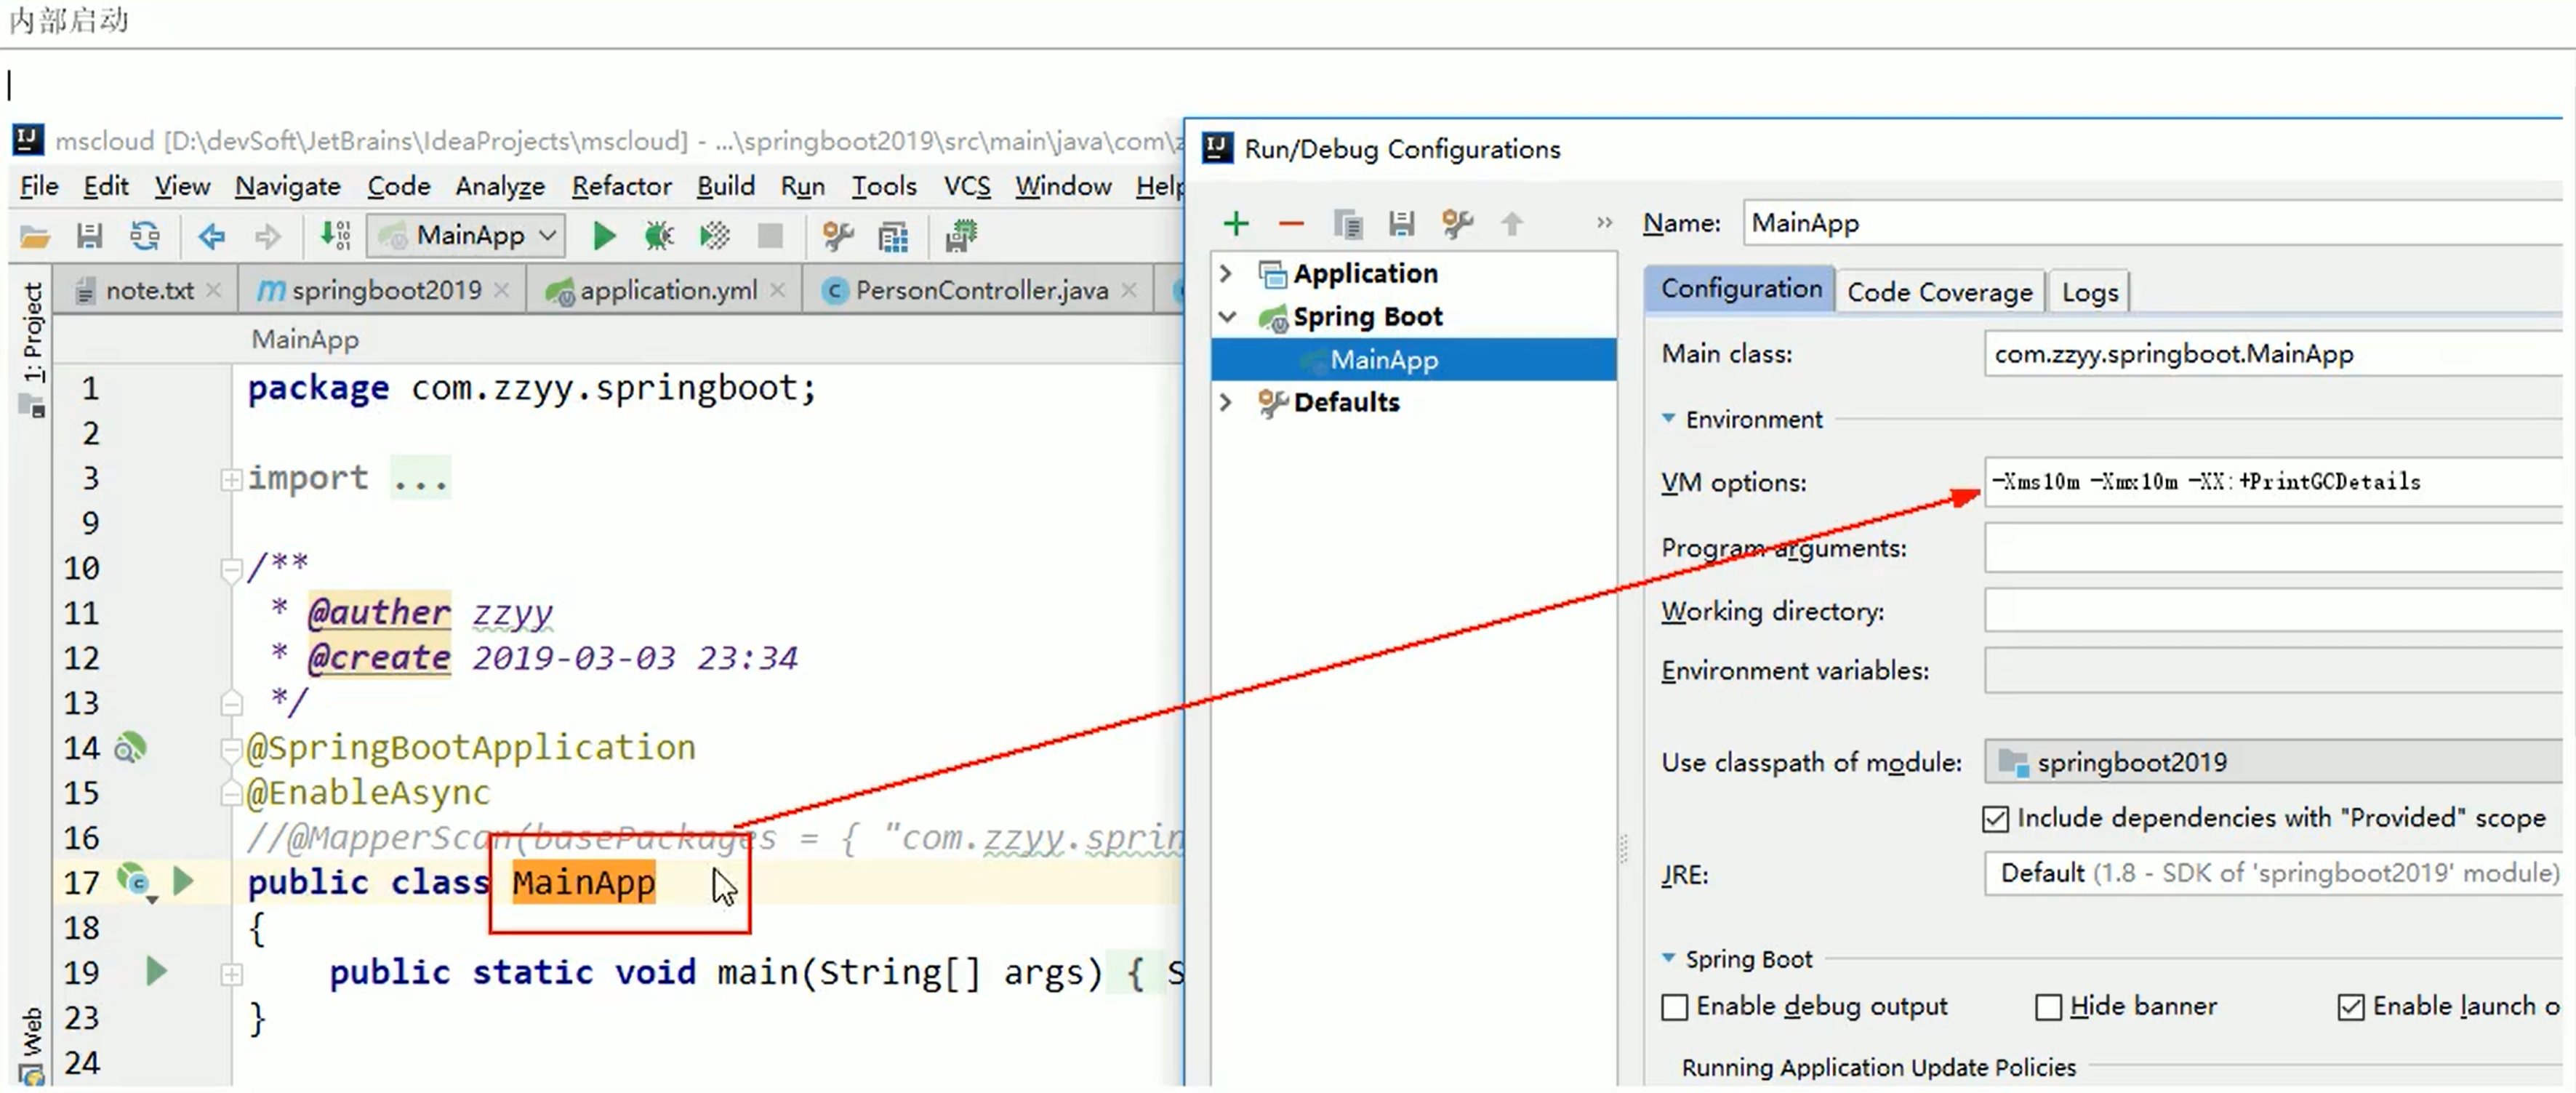 内部启动
mscloud [D:\devSoft\JetBrains\IdeaProjects\mscloud] - ...\springboot2019\src\main\java\com\z
File Edit View Navigate Code Analyze Refactor Build Run Tools VCS Window Help
MainApp
note.txt springboot2019 application.yml PersonController.java
1: Project
Web
MainApp
1 package com.zzyy.springboot;
2
3 import ...
9
10 /**
11 * @auther zzyy
12 * @create 2019-03-03 23:34
13 */
14 @SpringBootApplication
15 @EnableAsync
16 //@MapperScan(basePackages = { "com.zzyy.sprin
17 public class MainApp
18 {
19 public static void main(String[] args) { S
23 }
24
Run/Debug Configurations
Application
Spring Boot
MainApp
Defaults
Name: MainApp
Configuration Code Coverage Logs
Main class: com.zzyy.springboot.MainApp
Environment
VM options: -Xms10m -Xmx10m -XX:+PrintGCDetails
Program arguments:
Working directory:
Environment variables:
Use classpath of module: springboot2019
Include dependencies with "Provided" scope
JRE: Default (1.8 - SDK of 'springboot2019' module)
Spring Boot
Enable debug output Hide banner Enable launch o
Running Application Update Policies